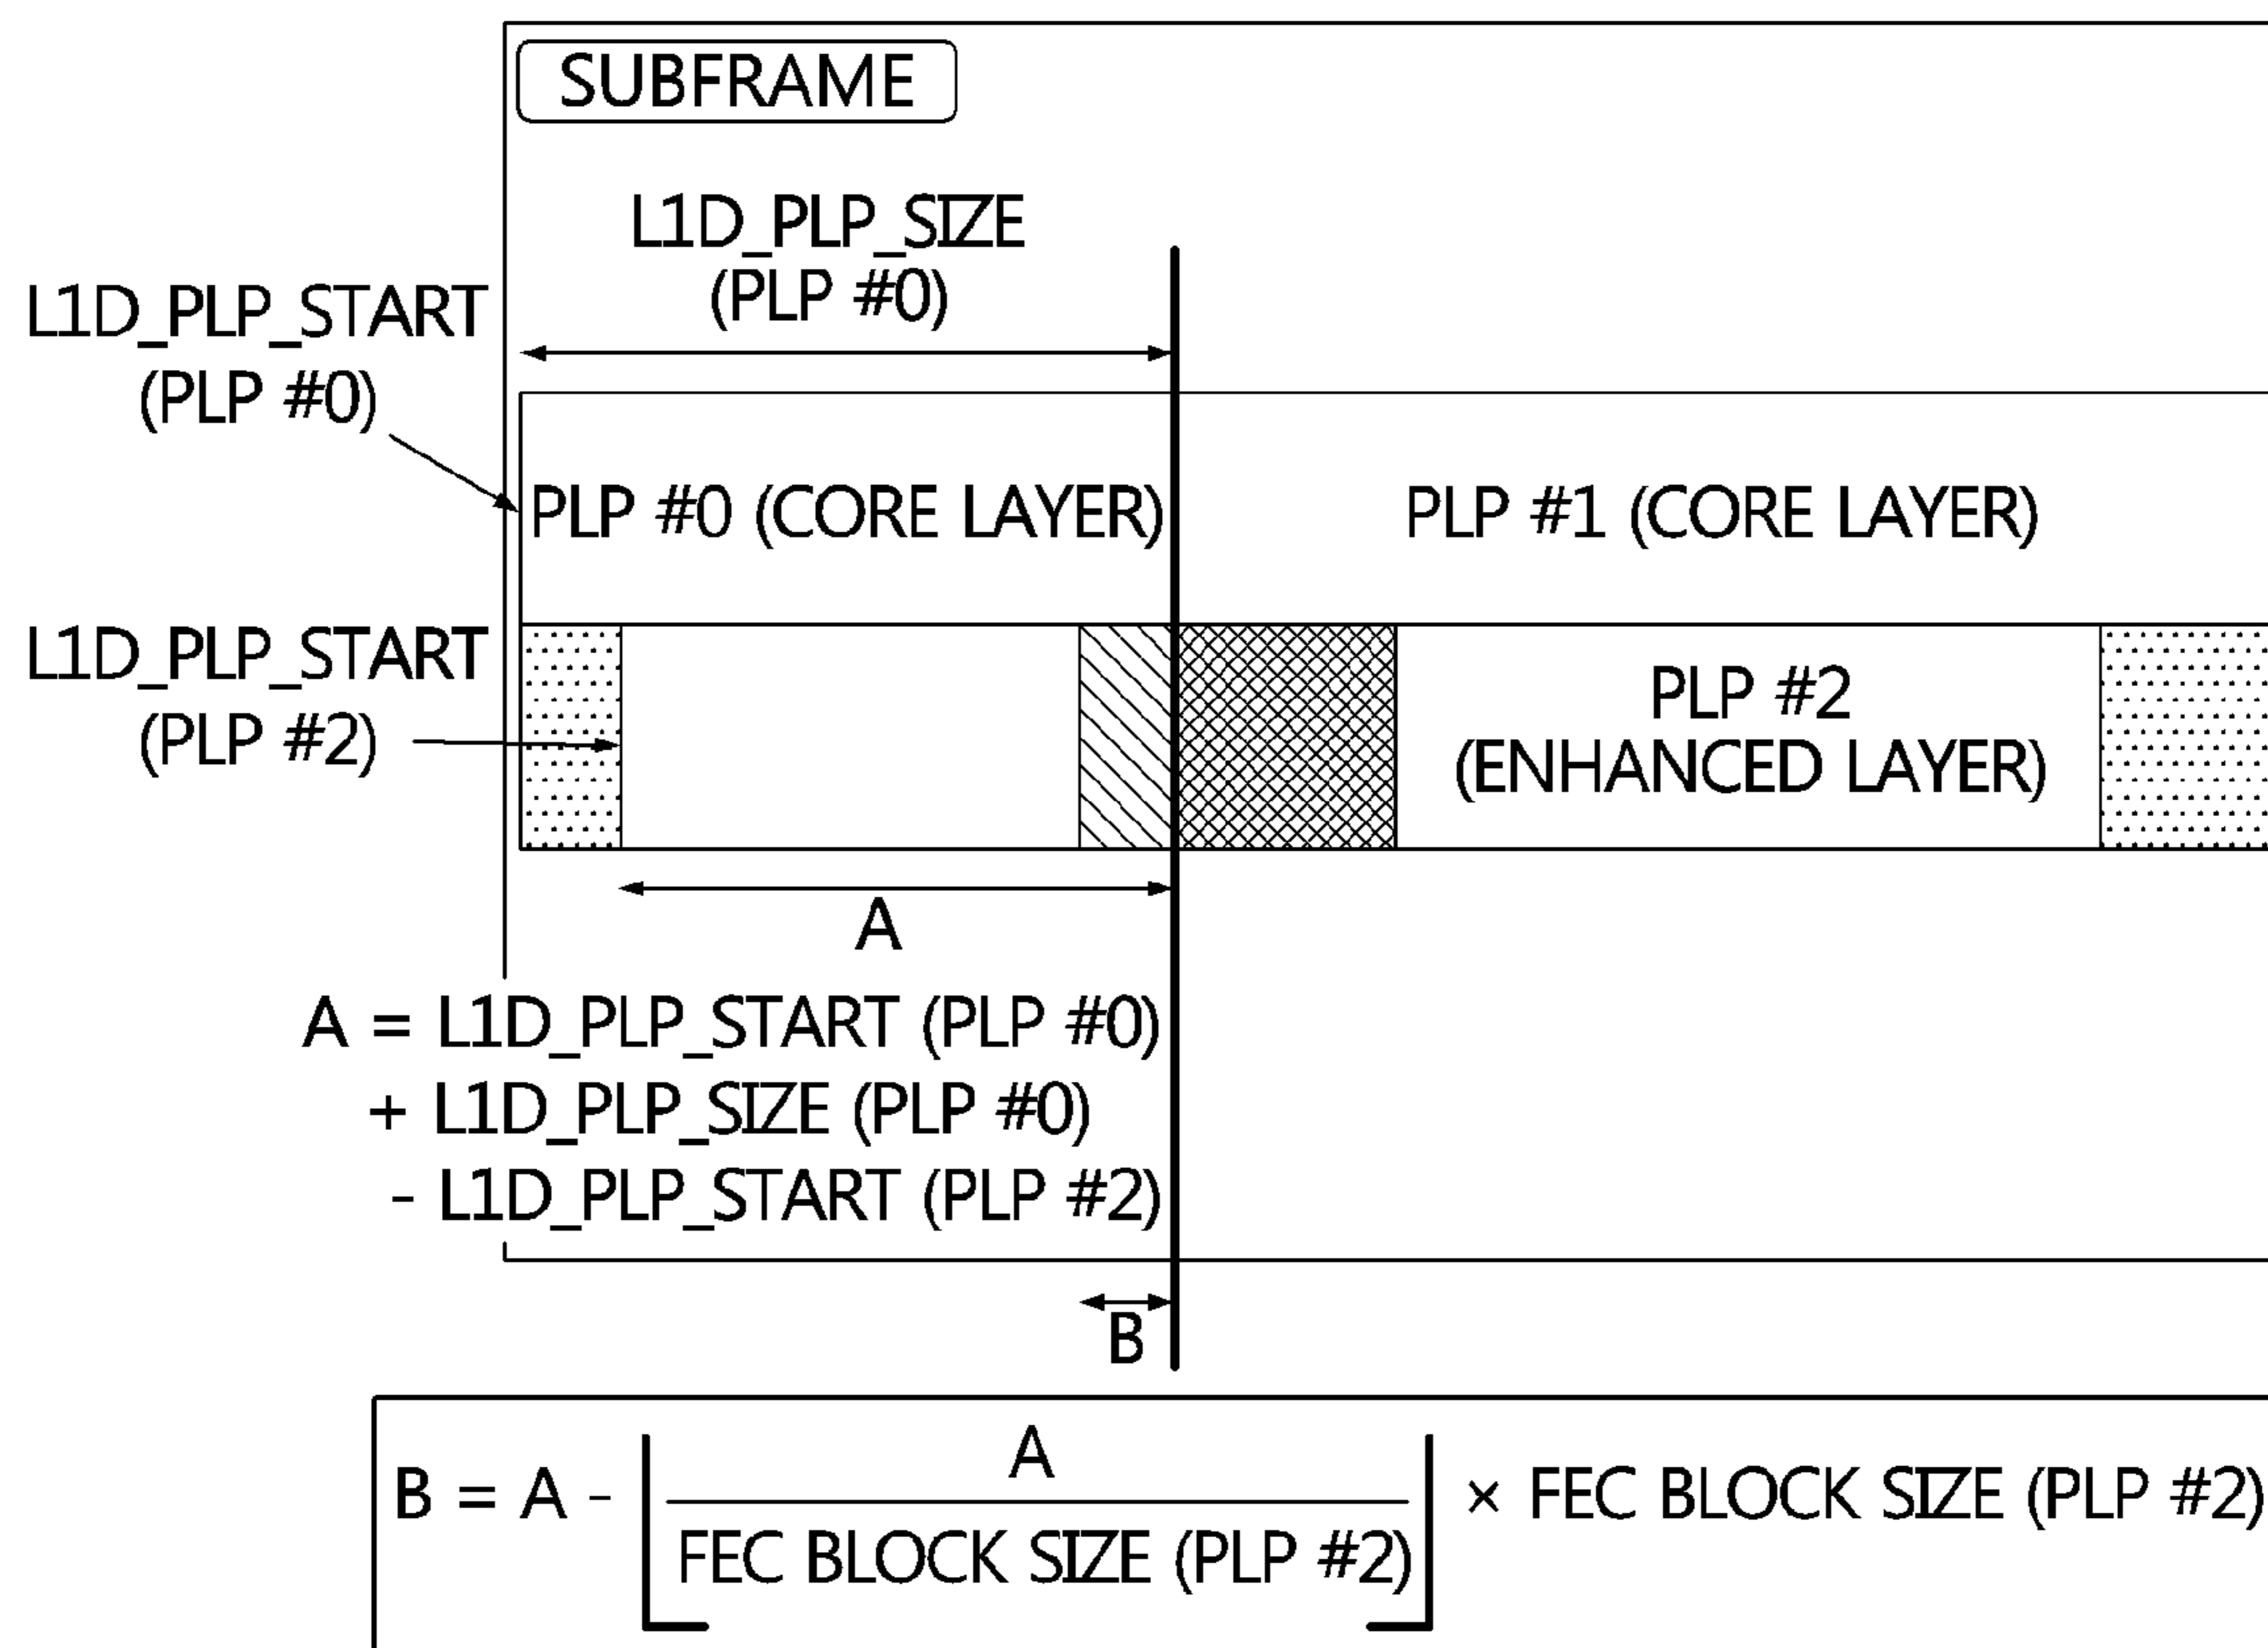 SUBFRAME
L1D_PLP_SIZE
(PLP #0)
L1D_PLP_START
(PLP #0)
PLP #0 (CORE LAYER)
PLP #1 (CORE LAYER)
L1D_PLP_START
(PLP #2)
PLP #2
(ENHANCED LAYER)
A
A = L1D_PLP_START (PLP #0)
+ L1D_PLP_SIZE (PLP #0)
- L1D_PLP_START (PLP #2)
B
A
B = A - ⌊ ⌋ × FEC BLOCK SIZE (PLP #2)
FEC BLOCK SIZE (PLP #2)